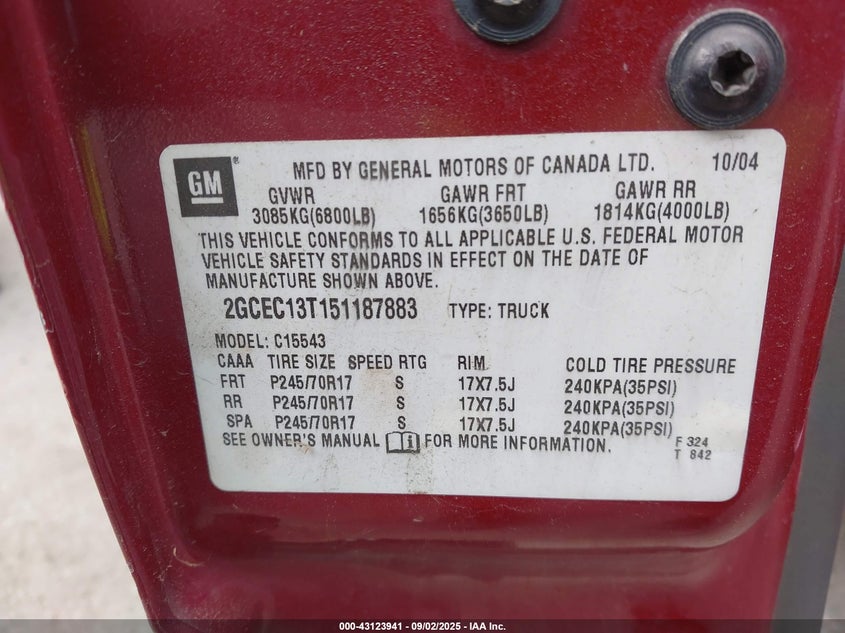 GM ® MFD BY GENERAL MOTORS OF CANADA LTD. 10/04
GVWR GAWR FRT GAWR RR
3085KG(6800LB) 1656KG(3650LB) 1814KG(4000LB)
THIS VEHICLE CONFORMS TO ALL APPLICABLE U.S. FEDERAL MOTOR
VEHICLE SAFETY STANDARDS IN EFFECT ON THE DATE OF
MANUFACTURE SHOWN ABOVE.
2GCEC13T151187883 TYPE: TRUCK
MODEL: C15543
CAAA TIRE SIZE SPEED RTG RIM COLD TIRE PRESSURE
FRT P245/70R17 S 17X7.5J 240KPA(35PSI)
RR P245/70R17 S 17X7.5J 240KPA(35PSI)
SPA P245/70R17 S 17X7.5J 240KPA(35PSI)
SEE OWNER'S MANUAL i FOR MORE INFORMATION. F 324
T 842
000-43123941 - 09/02/2025 - IAA Inc.